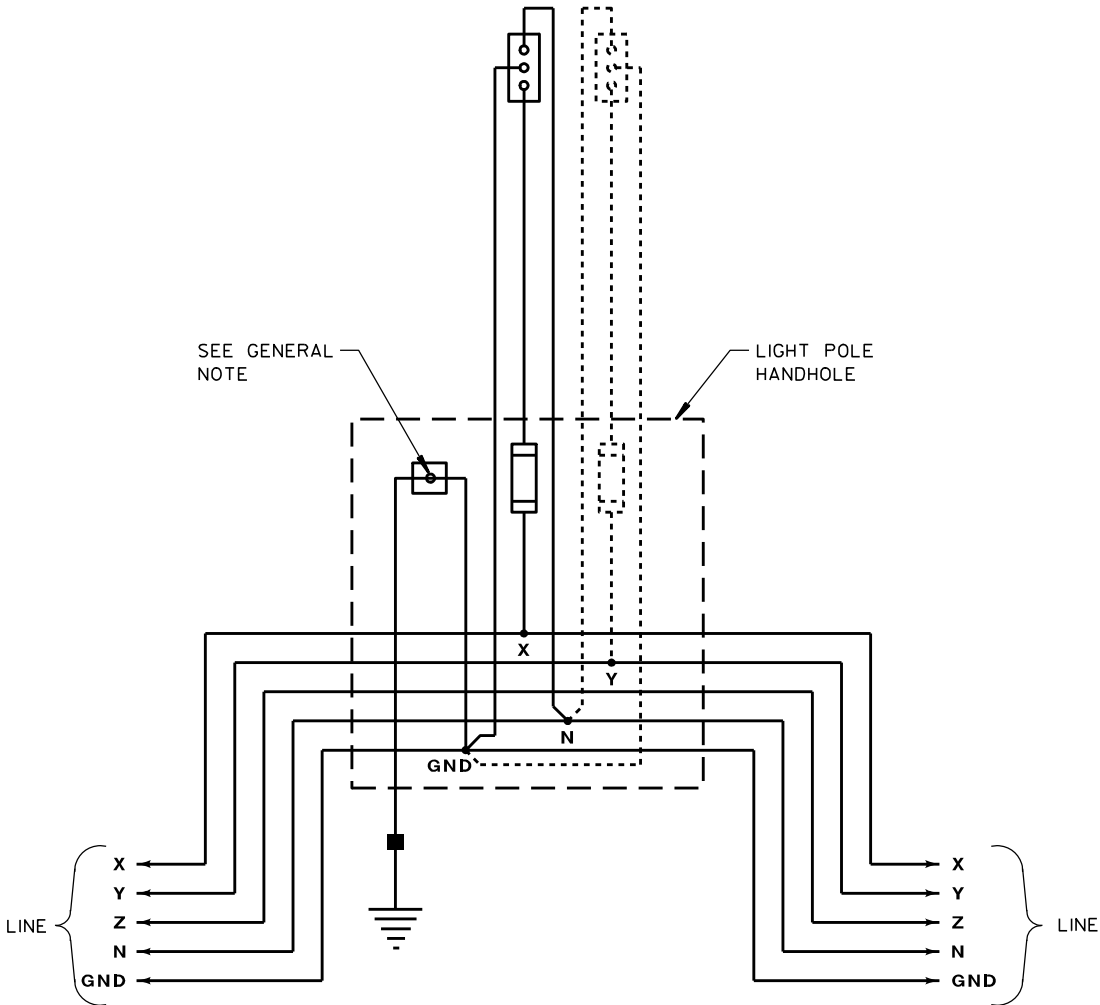 SEE GENERAL
NOTE
LIGHT POLE
HANDHOLE
X
Y
N
GND
LINE
X
Y
Z
N
GND
X
Y
Z
N
GND
LINE